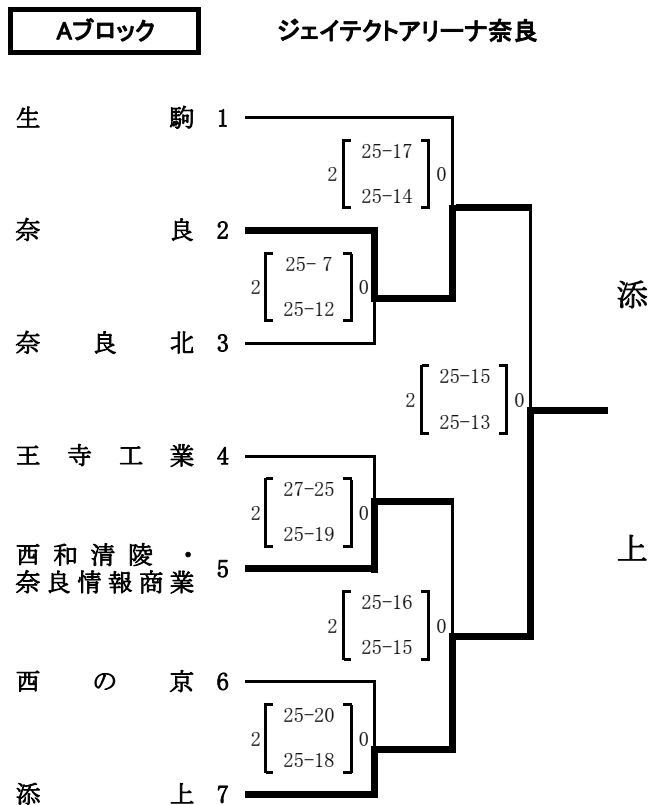 Aブロック ジェイテクトアリーナ奈良
生駒 1
25-17
2 0
25-14
奈良 2
25- 7
2 0
25-12
添
奈良北 3
25-15
2 0
25-13
王寺工業 4
27-25
2 0
25-19
西和清陵・
奈良情報商業 5
上
25-16
2 0
25-15
西の京 6
25-20
2 0
25-18
添上 7